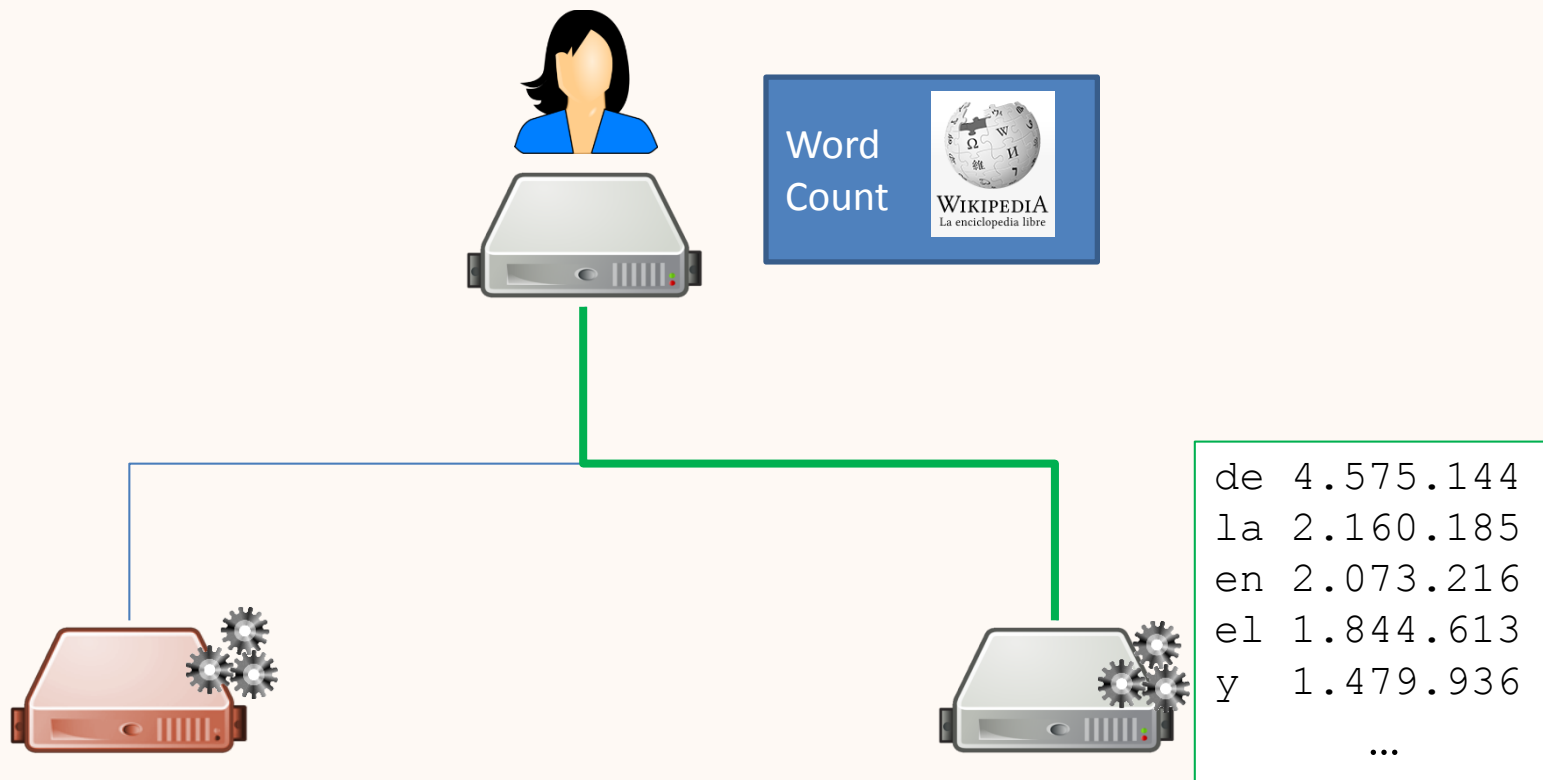 Word
Count
WIKIPEDIA
La enciclopedia libre
de 4.575.144
la 2.160.185
en 2.073.216
el 1.844.613
y 1.479.936
…